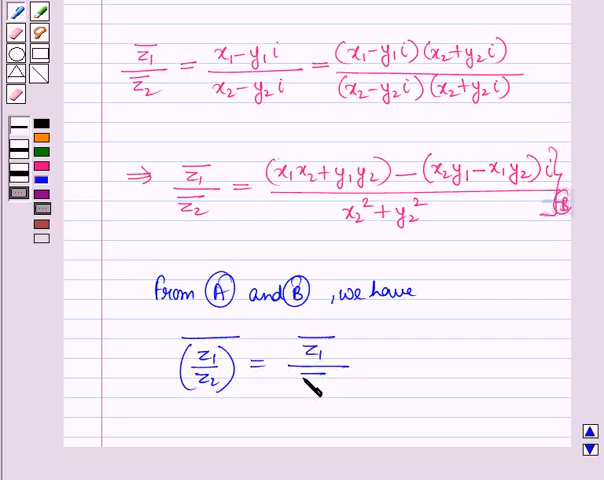 z̅₁/z̅₂ = (x₁-y₁i)/(x₂-y₂i) = (x₁-y₁i)(x₂+y₂i)/(x₂-y₂i)(x₂+y₂i)
⇒ z̅₁/z̅₂ = ((x₁x₂+y₁y₂) - (x₂y₁-x₁y₂)i)/(x₂²+y₂²) } B
from A and B, we have
\overline{(z₁/z₂)} = z̅₁/‾